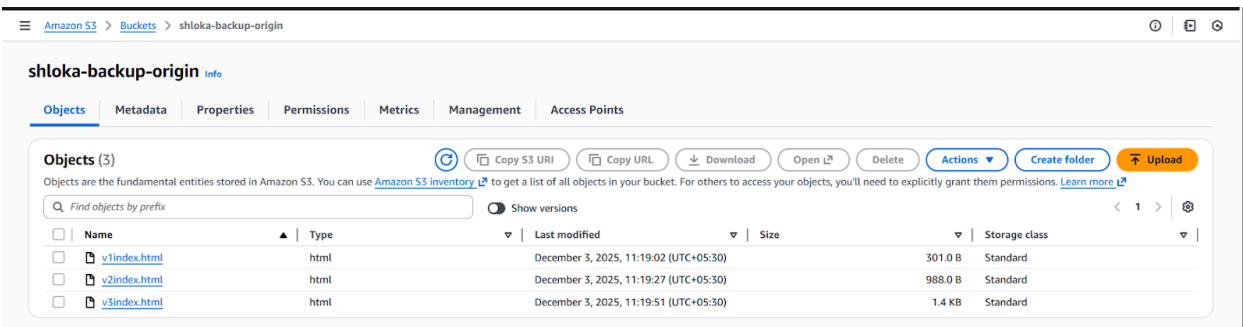 Amazon S3 > Buckets > shloka-backup-origin
shloka-backup-origin Info
Objects Metadata Properties Permissions Metrics Management Access Points
Objects (3) Copy S3 URI Copy URL Download Open Delete Actions Create folder Upload
Objects are the fundamental entities stored in Amazon S3. You can use Amazon S3 inventory to get a list of all objects in your bucket. For others to access your objects, you'll need to explicitly grant them permissions. Learn more
Find objects by prefix Show versions < 1 >
Name Type Last modified Size Storage class
v1index.html html December 3, 2025, 11:19:02 (UTC+05:30) 301.0 B Standard
v2index.html html December 3, 2025, 11:19:27 (UTC+05:30) 988.0 B Standard
v3index.html html December 3, 2025, 11:19:51 (UTC+05:30) 1.4 KB Standard